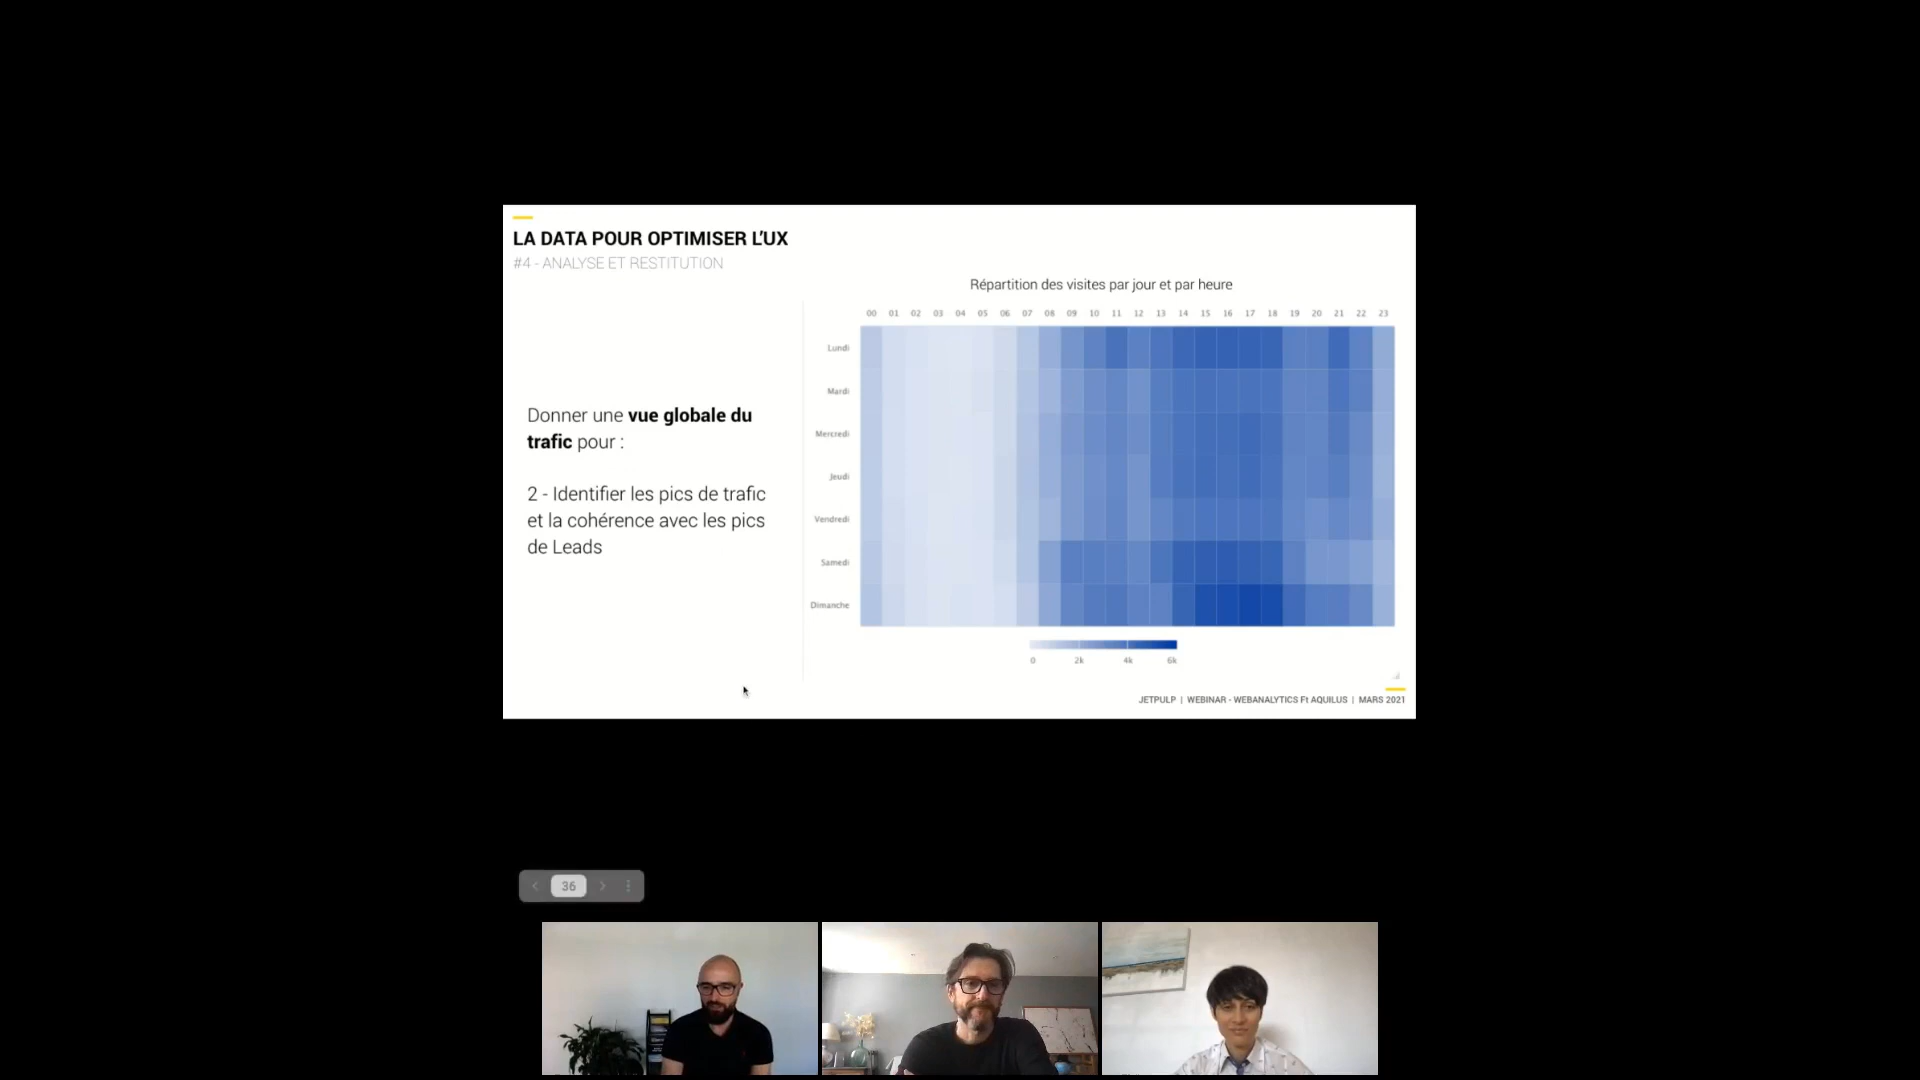 LA DATA POUR OPTIMISER L'UX
#4 - ANALYSE ET RESTITUTION
Répartition des visites par jour et par heure
00 01 02 03 04 05 06 07 08 09 10 11 12 13 14 15 16 17 18 19 20 21 22 23
Lundi
Mardi
Mercredi
Jeudi
Vendredi
Samedi
Dimanche
0 2k 4k 6k
Donner une vue globale du
trafic pour :
2 - Identifier les pics de trafic
et la cohérence avec les pics
de Leads
JETPULP | WEBINAR - WEBANALYTICS Ft AQUILUS | MARS 2021
36